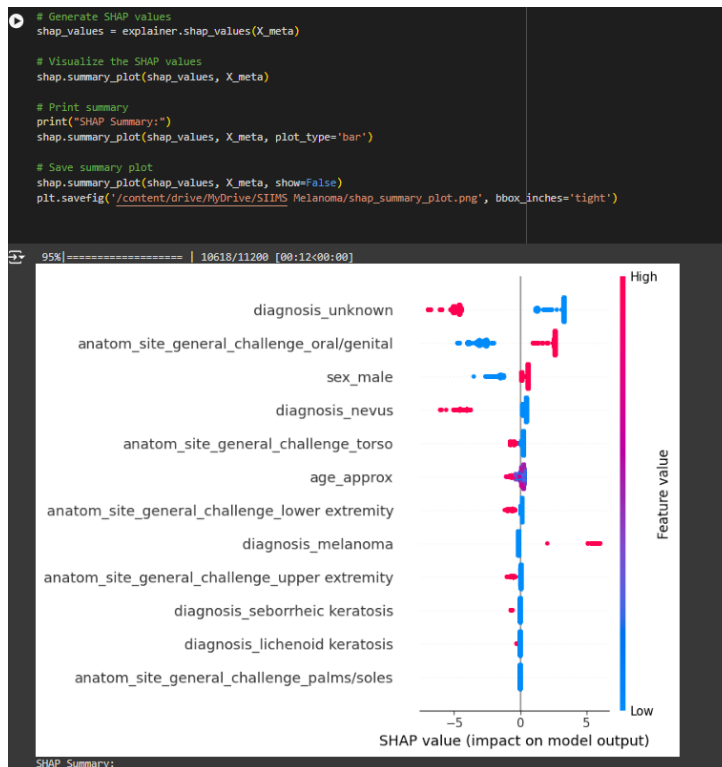 # Generate SHAP values
shap_values = explainer.shap_values(X_meta)
# Visualize the SHAP values
shap.summary_plot(shap_values, X_meta)
# Print summary
print("SHAP Summary:")
shap.summary_plot(shap_values, X_meta, plot_type='bar')
# Save summary plot
shap.summary_plot(shap_values, X_meta, show=False)
plt.savefig('/content/drive/MyDrive/SIIMS Melanoma/shap_summary_plot.png', bbox_inches='tight')
95%|=================== | 10618/11200 [00:12<00:00]
High
diagnosis_unknown
anatom_site_general_challenge_oral/genital
sex_male
diagnosis_nevus
anatom_site_general_challenge_torso
age_approx
anatom_site_general_challenge_lower extremity
diagnosis_melanoma
anatom_site_general_challenge_upper extremity
diagnosis_seborrheic keratosis
diagnosis_lichenoid keratosis
anatom_site_general_challenge_palms/soles
Feature value
Low
−5 0 5
SHAP value (impact on model output)
SHAP Summary: